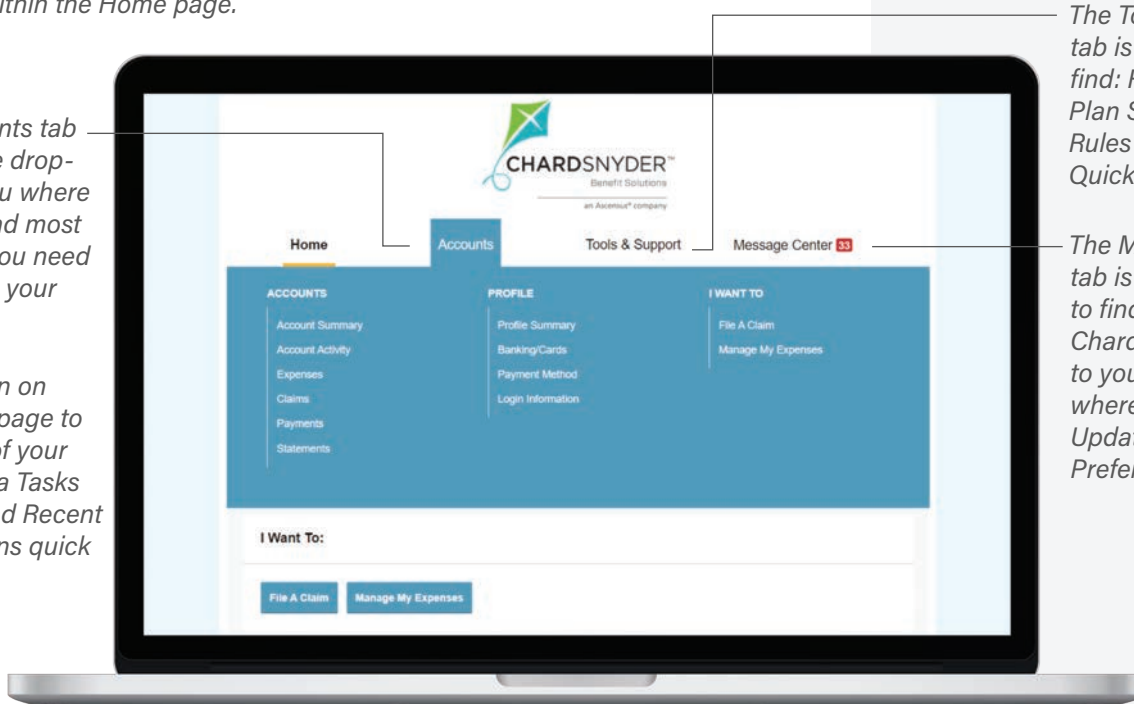 ithin the Home page.
nts tab
e drop-
u where
nd most
ou need
your
n on
page to
of your
a Tasks
d Recent
ns quick
CHARDSNYDER™
Benefit Solutions
an Ascensus® company
Home
Accounts
Tools & Support
Message Center 33
ACCOUNTS
Account Summary
Account Activity
Expenses
Claims
Payments
Statements
PROFILE
Profile Summary
Banking/Cards
Payment Method
Login Information
I WANT TO
File A Claim
Manage My Expenses
I Want To:
File A Claim
Manage My Expenses
The To
tab is
find: H
Plan S
Rules
Quick
The M
tab is
to find
Chard
to you
where
Updat
Prefer